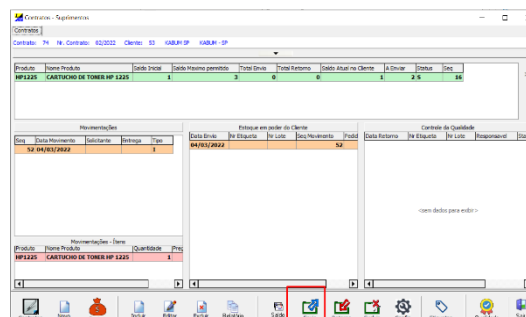 Contratos - Suprimentos
Contratos
Contrato: 74 Nr. Contrato: 02/2022 Cliente: 53 KABUM SP KABUM - SP
Produto Nome Produto Saldo Inicial Saldo Maximo permitido Total Envio Total Retorno Saldo Atual no Cliente A Enviar Status Seq
HP1225 CARTUCHO DE TONER HP 1225 1 3 0 0 1 2 S 16
Movimentações Estoque em poder do Cliente Controle da Qualidade
Seq Data Movimento Solicitante Entrega Tipo Data Envio Nr Etiqueta Nr Lote Seq Movimento Data Retorno Nr Etiqueta Nr Lote Responsavel
52 04/03/2022 I 04/03/2022 52
<sem dados para exibir>
Movimentações - Itens
Produto Nome Produto Quantidade
HP1225 CARTUCHO DE TONER HP 1225 1
Novo Incluir Editar Excluir Relatório Saldo